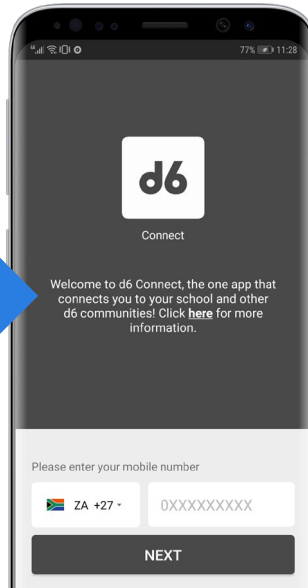 77% 11:28
d6
Connect
Welcome to d6 Connect, the one app that
connects you to your school and other
d6 communities! Click here for more
information.
Please enter your mobile number
ZA +27
0XXXXXXXXX
NEXT